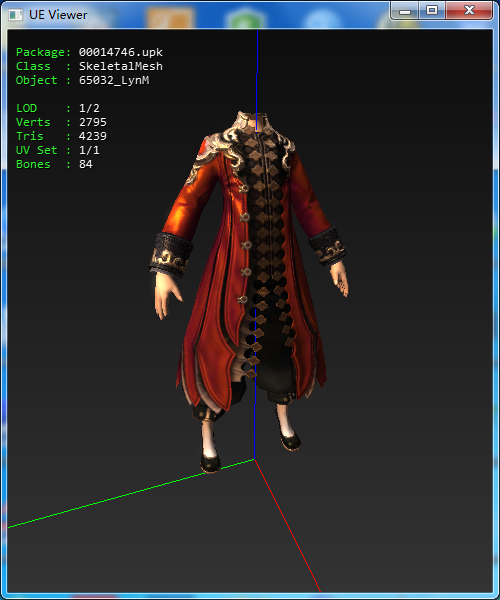 UE Viewer
Package: 00014746.upk
Class : SkeletalMesh
Object : 65032_LynM
LOD : 1/2
Verts : 2795
Tris : 4239
UV Set : 1/1
Bones : 84